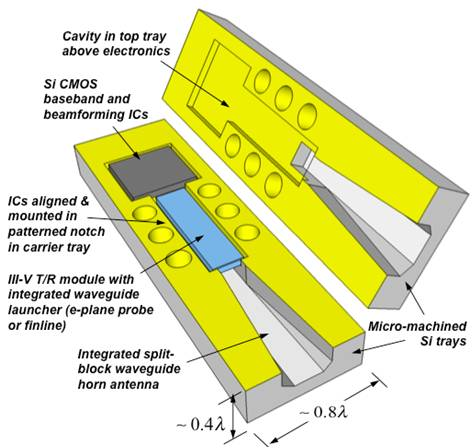 Cavity in top tray
above electronics
Si CMOS
baseband and
beamforming ICs
ICs aligned &
mounted in
patterned notch
in carrier tray
III-V T/R module with
integrated waveguide
launcher (e-plane probe
or finline)
Integrated split-
block waveguide
horn antenna
Micro-machined
Si trays
~0.4λ
~0.8λ